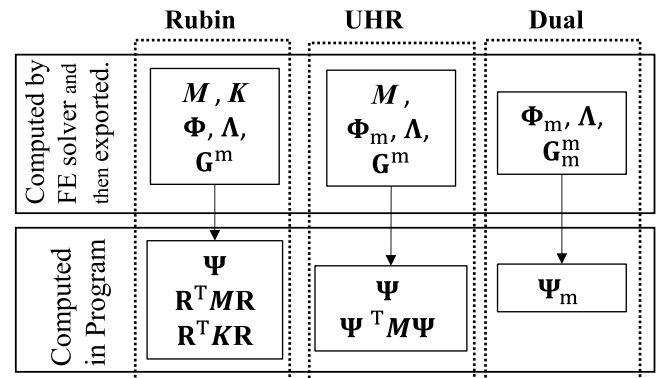 Rubin UHR Dual
Computed by
FE solver and
then exported.
M , K
Φ, Λ,
Gᵐ
M ,
Φₘ, Λ,
Gᵐ
Φₘ, Λ,
Gₘᵐ
Computed
in Program
Ψ
RᵀMR
RᵀKR
Ψ
Ψ ᵀMΨ
Ψₘ